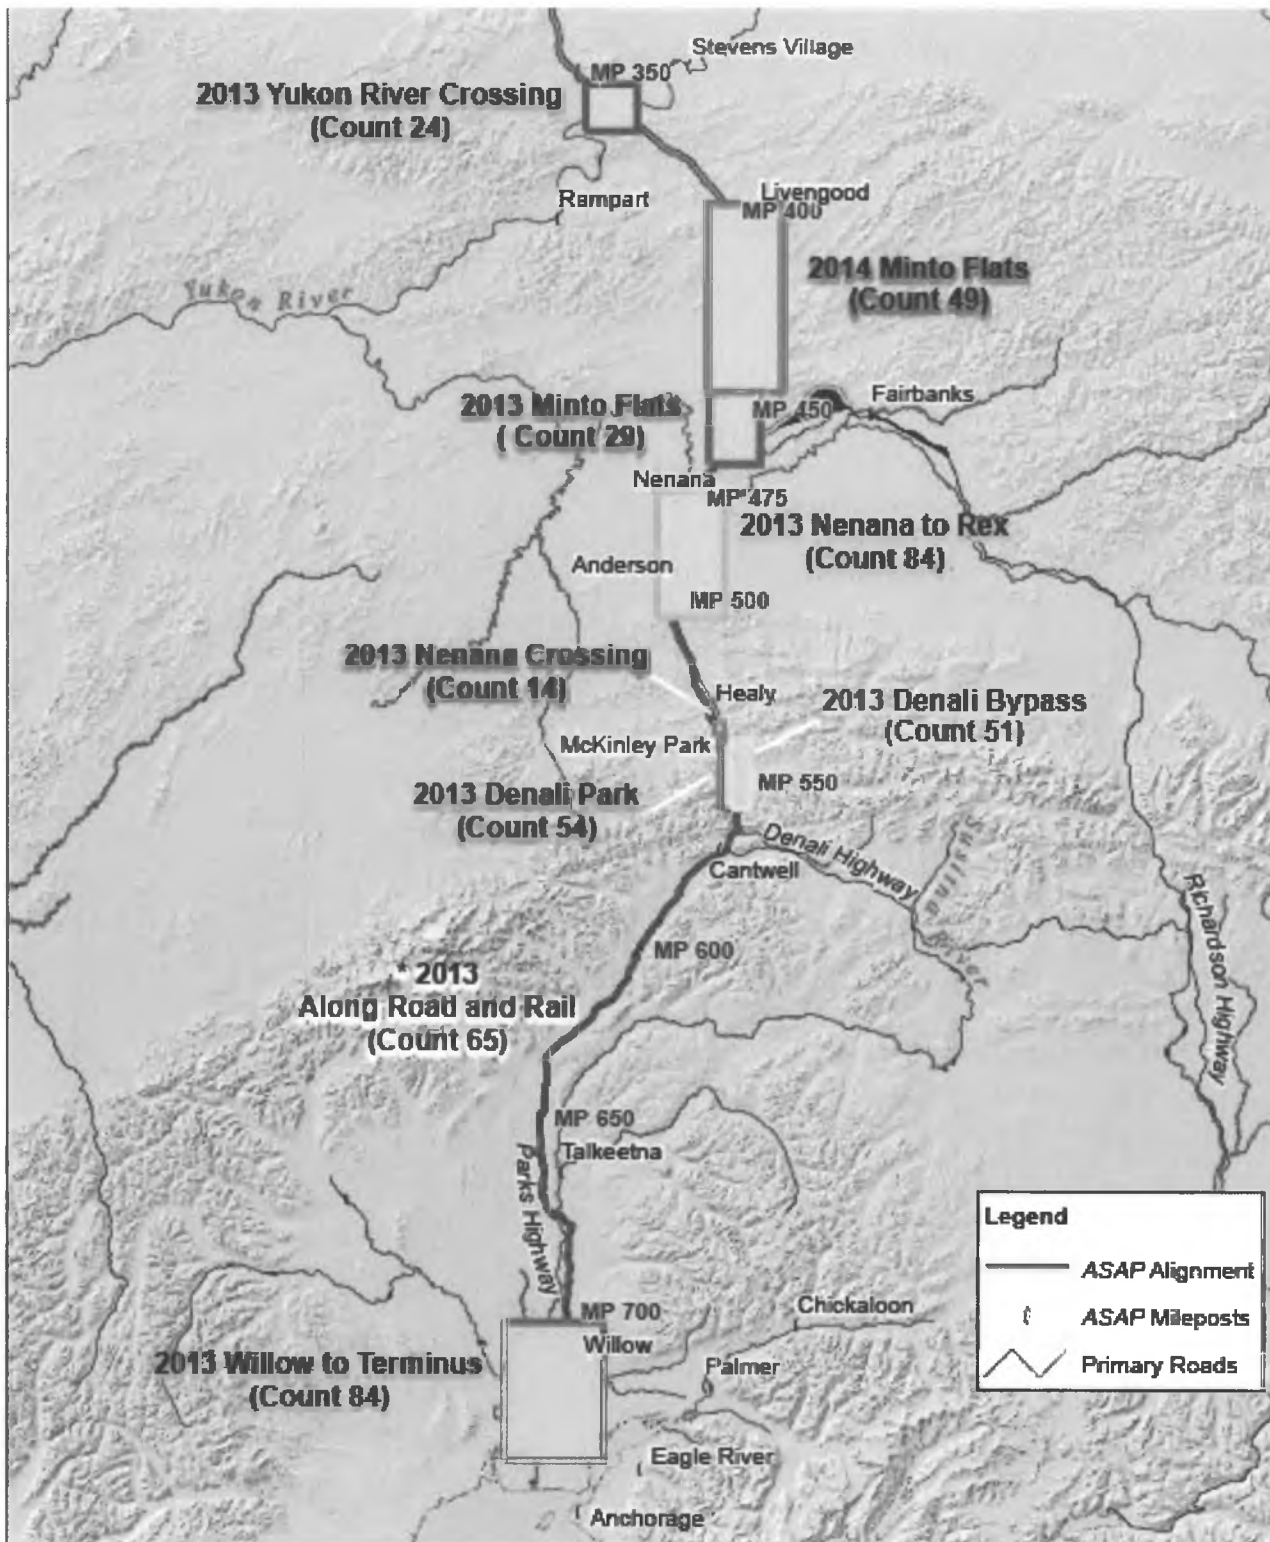 Stevens Village
MP 350
2013 Yukon River Crossing
(Count 24)
Rampart
Livengood
MP 400
2014 Minto Flats
(Count 49)
Yukon River
Fairbanks
2013 Minto Flats
( Count 29)
MP 450
Nenana
MP 475
2013 Nenana to Rex
(Count 84)
Anderson
MP 500
2013 Nenana Crossing
(Count 14)
Healy
2013 Denali Bypass
(Count 51)
McKinley Park
MP 550
2013 Denali Park
(Count 54)
Denali Highway
Susitna River
Cantwell
Richardson Highway
MP 600
* 2013
Along Road and Rail
(Count 65)
MP 650
Talkeetna
Parks Highway
Legend
ASAP Alignment
ASAP Mileposts
Primary Roads
MP 700
Chickaloon
Willow
2013 Willow to Terminus
(Count 84)
Palmer
Eagle River
Anchorage